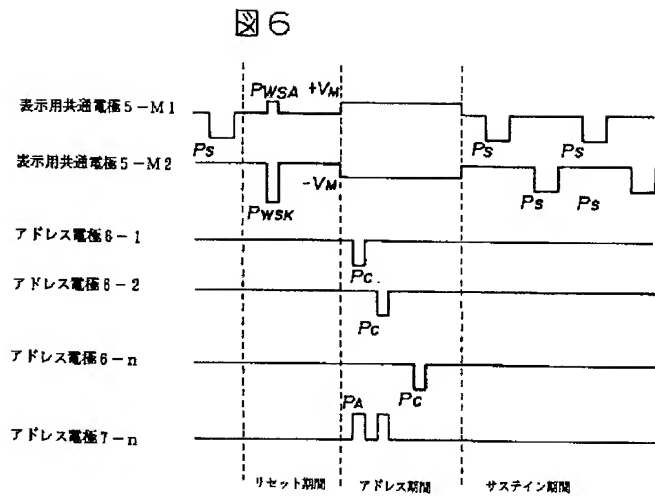 図6
PWSA +VM
表示用共通電極5-M1
PS PS PS
表示用共通電極5-M2
-VM
PWSK PS PS
アドレス電極6-1
PC.
アドレス電極6-2
PC
アドレス電極6-n
PA PC
アドレス電極7-n
リセット期間 アドレス期間 サステイン期間